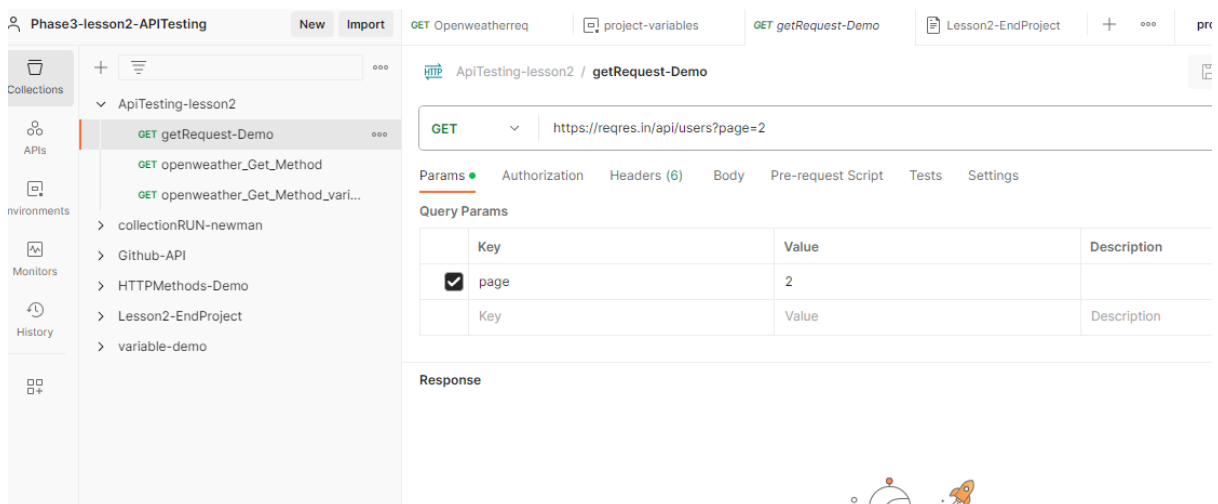 Phase3-lesson2-APITesting New Import
GET Openweatherreq project-variables GET getRequest-Demo Lesson2-EndProject
Collections
APIs
nvironments
Monitors
History
ApiTesting-lesson2
GET getRequest-Demo
GET openweather_Get_Method
GET openweather_Get_Method_vari...
collectionRUN-newman
Github-API
HTTPMethods-Demo
Lesson2-EndProject
variable-demo
HTTP ApiTesting-lesson2 / getRequest-Demo
GET https://reqres.in/api/users?page=2
Params Authorization Headers (6) Body Pre-request Script Tests Settings
Query Params
Key Value Description
page 2
Key Value Description
Response